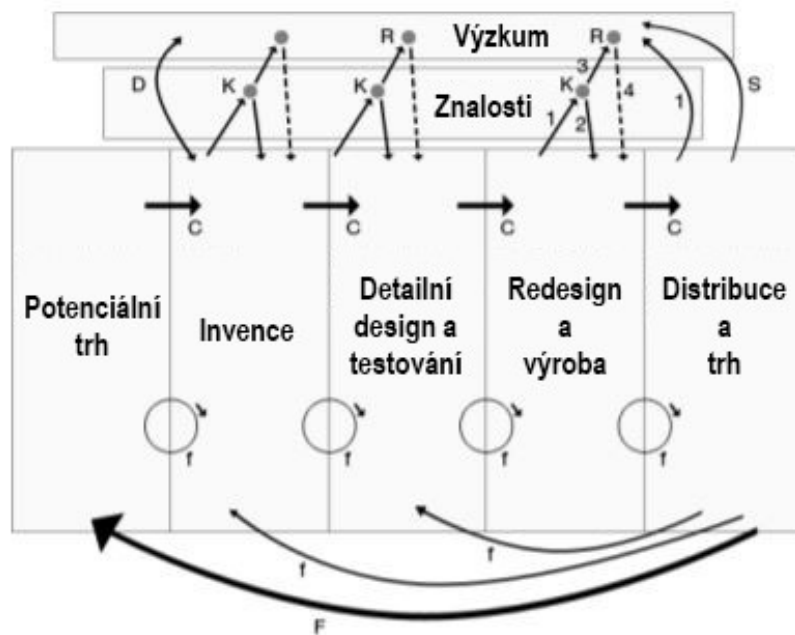 R R Výzkum
D K K K 3 4 1 S
Znalosti
1 2
C C C C
Potenciální
trh
Invence
Detailní
design a
testování
Redesign
a
výroba
Distribuce
a
trh
f f f f
f
f
F